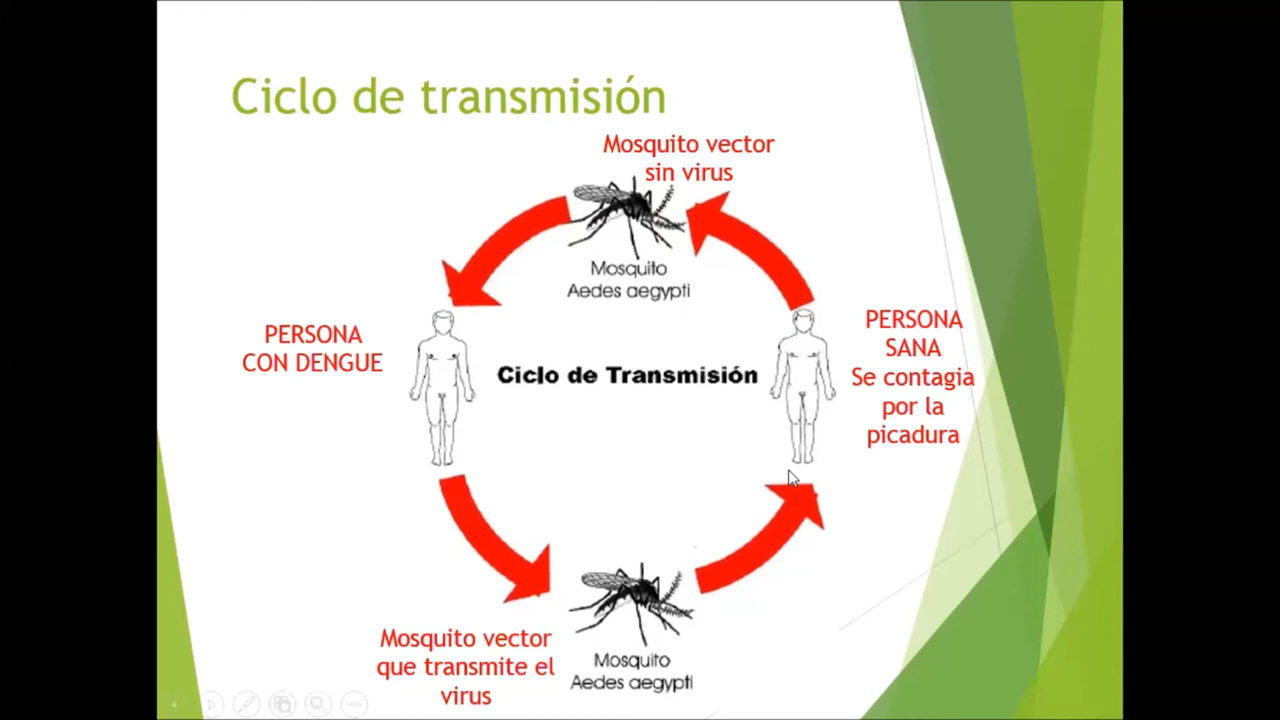 Ciclo de transmisión
Mosquito vector
sin virus
Mosquito
Aedes aegypti
PERSONA
CON DENGUE
Ciclo de Transmisión
PERSONA
SANA
Se contagia
por la
picadura
Mosquito vector
que transmite el
virus
Mosquito
Aedes aegypti